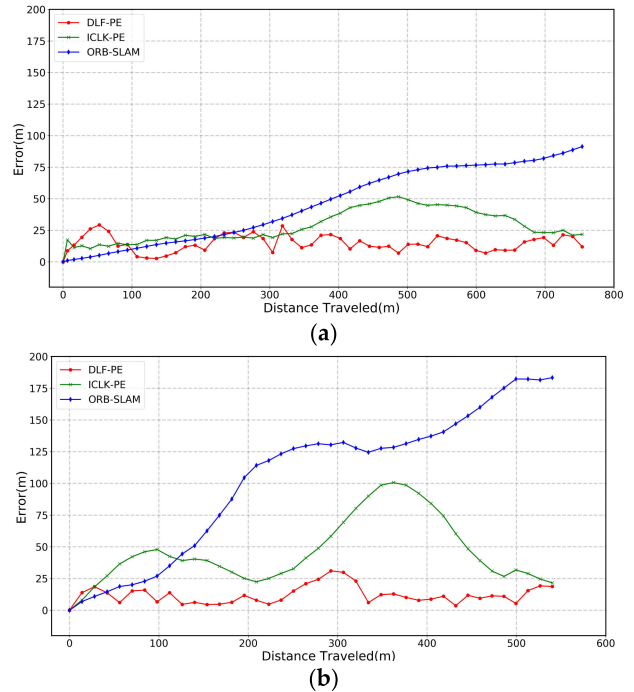 200
175
150
125
100
75
50
25
0
Error(m)
DLF-PE
ICLK-PE
ORB-SLAM
0 100 200 300 400 500 600 700 800
Distance Traveled(m)
(a)
200
175
150
125
100
75
50
25
0
Error(m)
DLF-PE
ICLK-PE
ORB-SLAM
0 100 200 300 400 500 600
Distance Traveled(m)
(b)